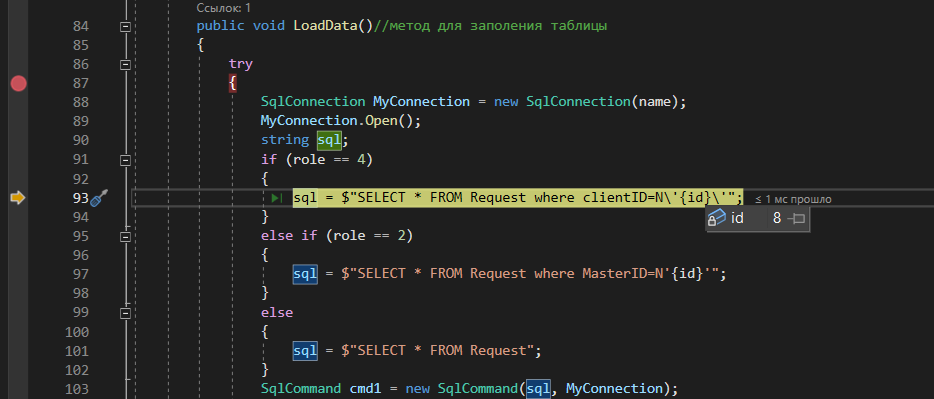 Ссылок: 1
84 public void LoadData()//метод для заполения таблицы
85 {
86 try
87 {
88 SqlConnection MyConnection = new SqlConnection(name);
89 MyConnection.Open();
90 string sql;
91 if (role == 4)
92 {
93 sql = $"SELECT * FROM Request where clientID=N\'{id}\'"; ≤ 1 мс прошло
94 }
id 8
95 else if (role == 2)
96 {
97 sql = $"SELECT * FROM Request where MasterID=N'{id}'";
98 }
99 else
100 {
101 sql = $"SELECT * FROM Request";
102 }
103 SqlCommand cmd1 = new SqlCommand(sql, MyConnection);